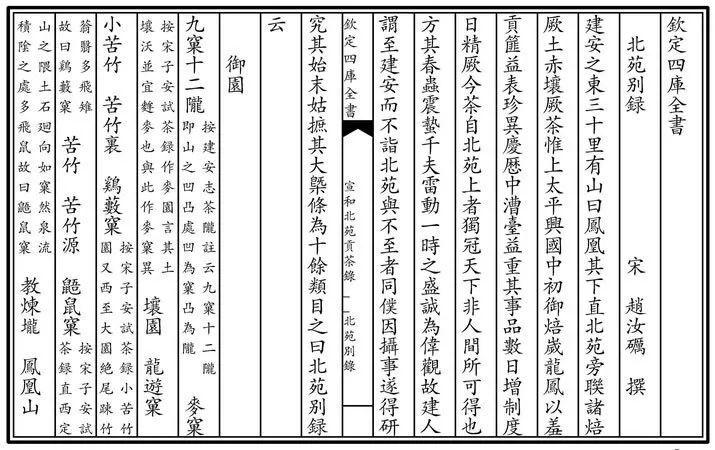 欽定四庫全書
北苑別録
宋 趙汝礪 撰
建安之東三十里有山曰鳳凰其下直北苑旁聯諸焙
厥土赤壤厥茶惟上上太平興國中初御焙歲龍鳳以羞
貢篚益表珍異慶厯中漕臺益重其事品數日增制度
日精厥今茶自北苑上者獨冠天下非人間所可得也
方其春蟲震蟄千夫雷動一時之盛誠為偉觀故建人
謂至建安而不詣北苑與不至者同僕因攝事遂得研
欽定四庫全書
宣和北苑貢茶録
北苑別録
究其始末姑摭其大槩條為十餘類目之曰北苑別録
云
御園
九窠十二隴
按建安志茶隴註云九窠十二隴
即山之凹凸處凹為窠凸為隴
麥窠
按宋子安試茶録作麥園言其土
壤沃並宜麰麥也與此作麥窠異
壤園 龍遊窠
小苦竹 苦竹裏 鷄藪窠
按宋子安試茶録小苦竹
園又西至大園絶尾踈竹
蓊翳多飛雉
故曰鷄藪窠
苦竹 苦竹源 鼯鼠窠
按宋子安試
茶録直西定
山之隈土石迴向如窠然泉流
積陰之處多飛鼠故曰鼯鼠窠
教煉壠 鳳凰山